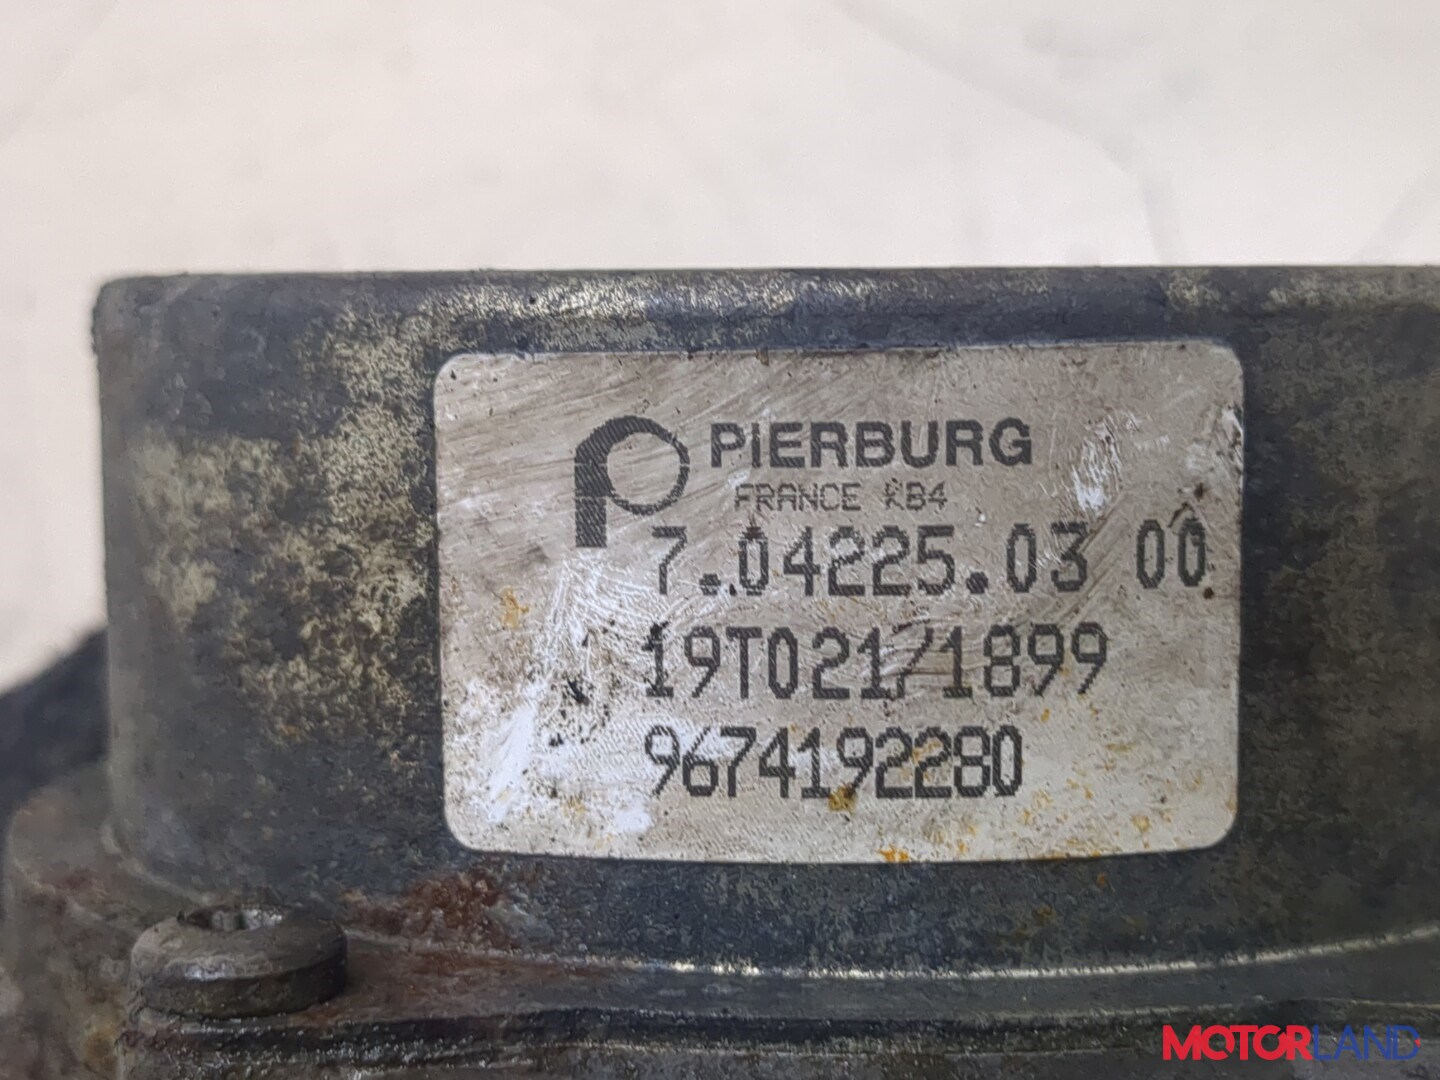 PIERBURG
FRANCE KB4
7.04225.03 00
19T021/1899
9674192280
MOTORLAND